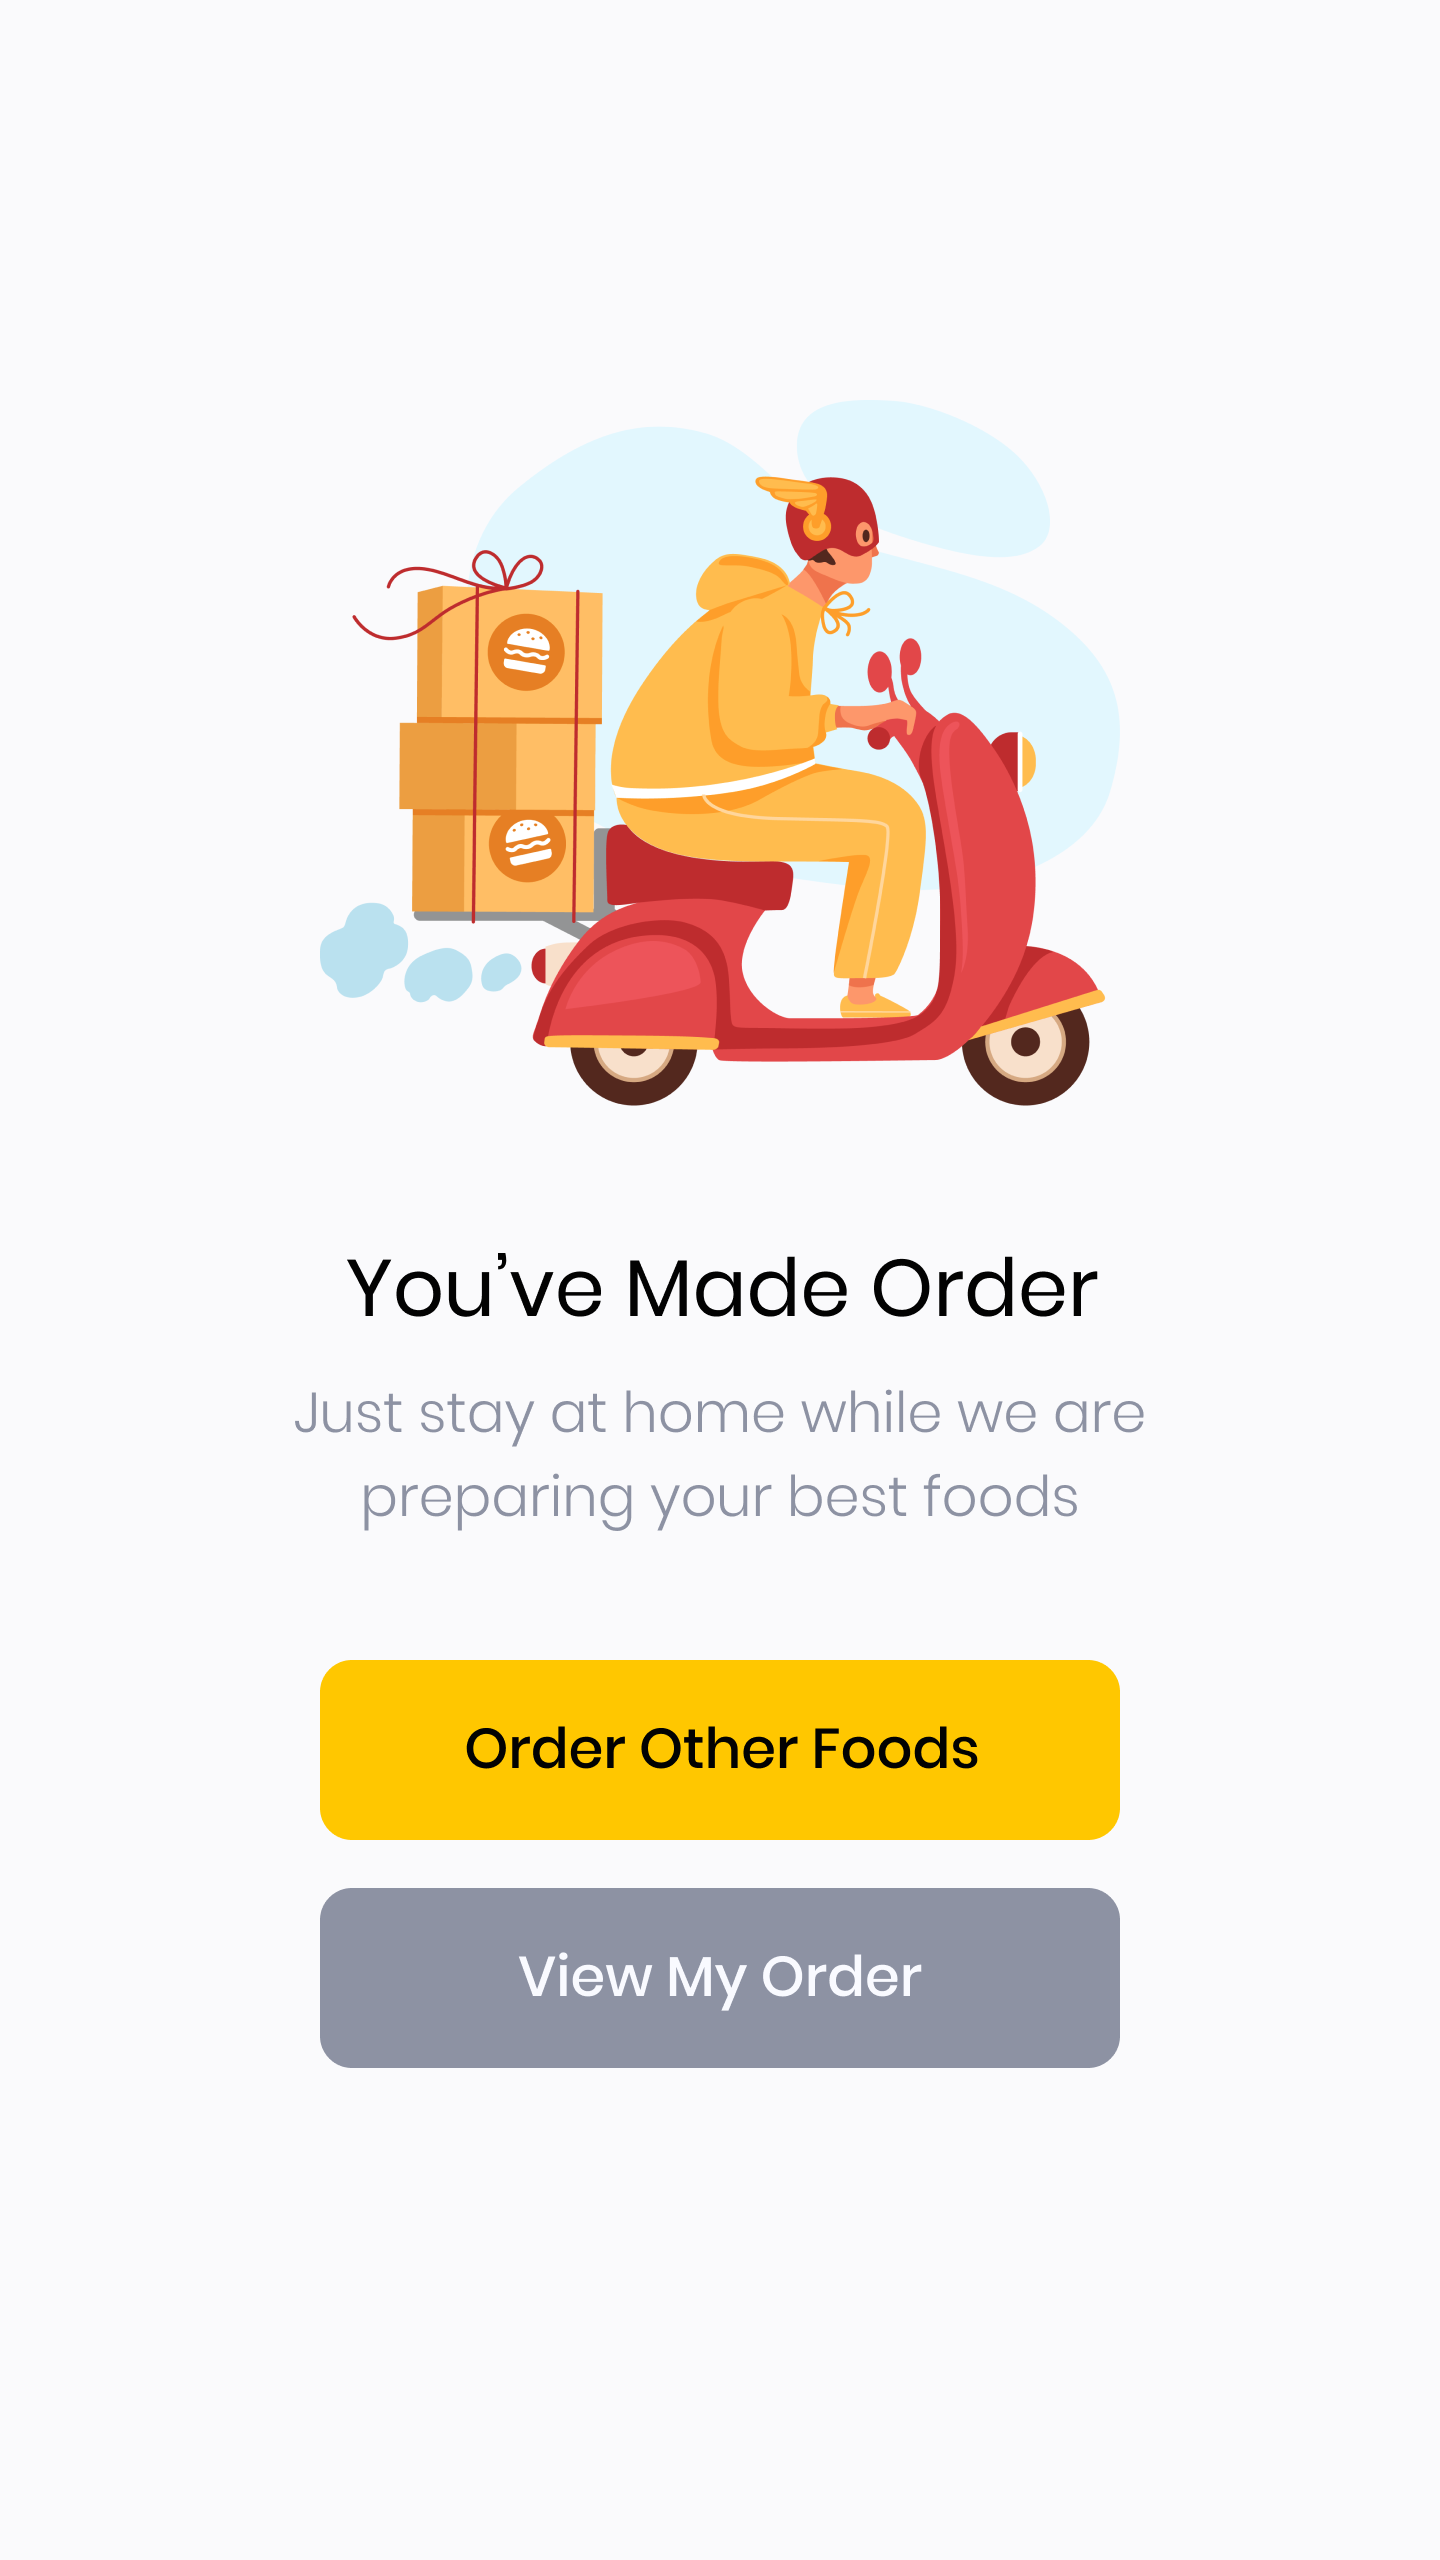 You’ve Made Order
Just stay at home while we are
preparing your best foods
Order Other Foods
View My Order